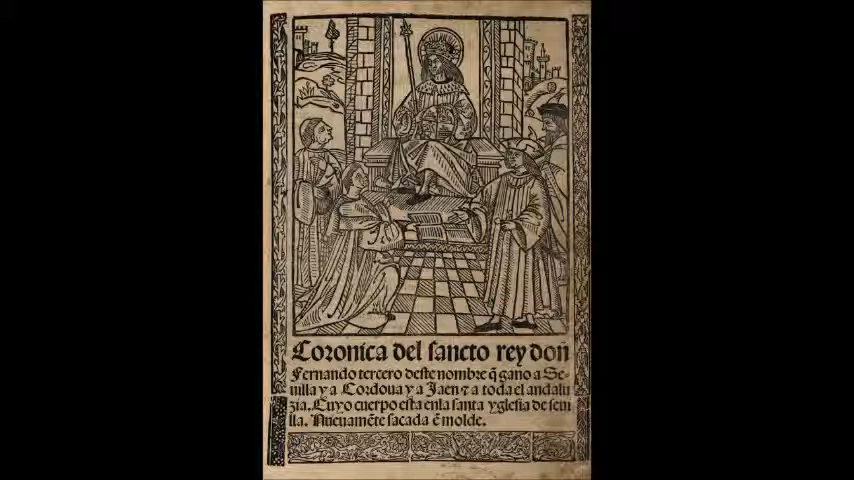 Coronica del sancto rey don̄
Fernando tercero deste nombre q̃ gano a Se-
uilla y a Cordoua y a Jaen ⁊ a toda el andalu
zia. Cuyo cuerpo esta enla santa yglesia de seui
lla. Nueuamēte sacada ē molde.